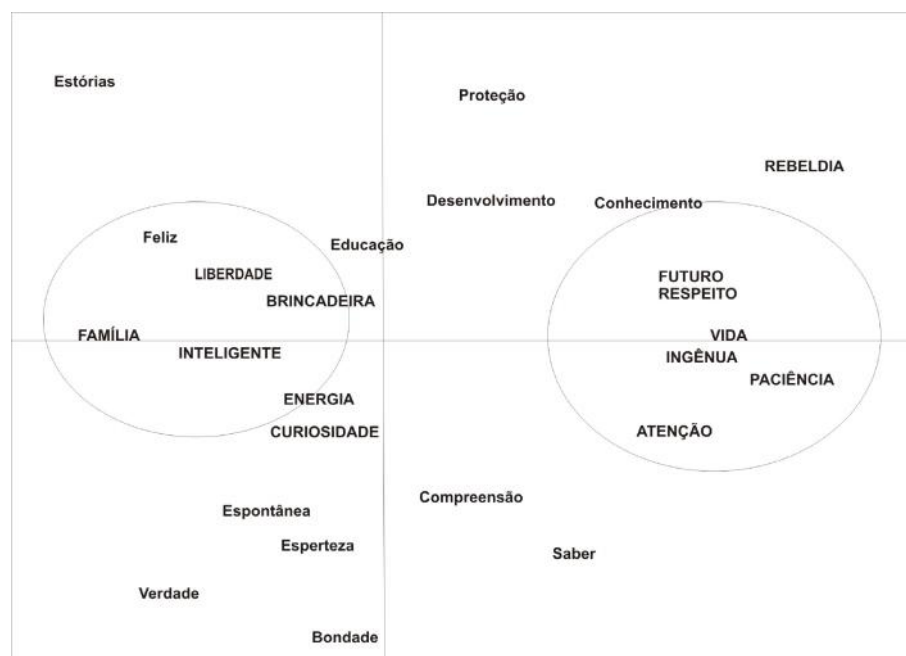 Estórias
Proteção
REBELDIA
Desenvolvimento
Conhecimento
Feliz
Educação
LIBERDADE
FUTURO
RESPEITO
BRINCADEIRA
FAMÍLIA
VIDA
INTELIGENTE
INGÊNUA
PACIÊNCIA
ENERGIA
CURIOSIDADE
ATENÇÃO
Compreensão
Espontânea
Esperteza
Saber
Verdade
Bondade